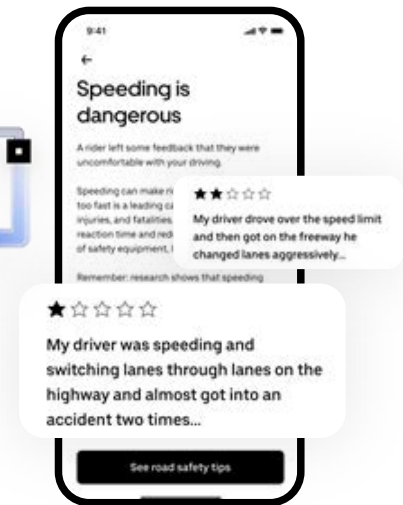 9:41
Speeding is
dangerous
A rider left some feedback that they were
uncomfortable with your driving.
Speeding can make
too fast is a leading
injuries, and fatalities
reaction time and
of safety equipment,
Remember: research shows that speeding
My driver drove over the speed limit
and then got on the freeway he
changed lanes aggressively...
My driver was speeding and
switching lanes through lanes on the
highway and almost got into an
accident two times...
See road safety tips